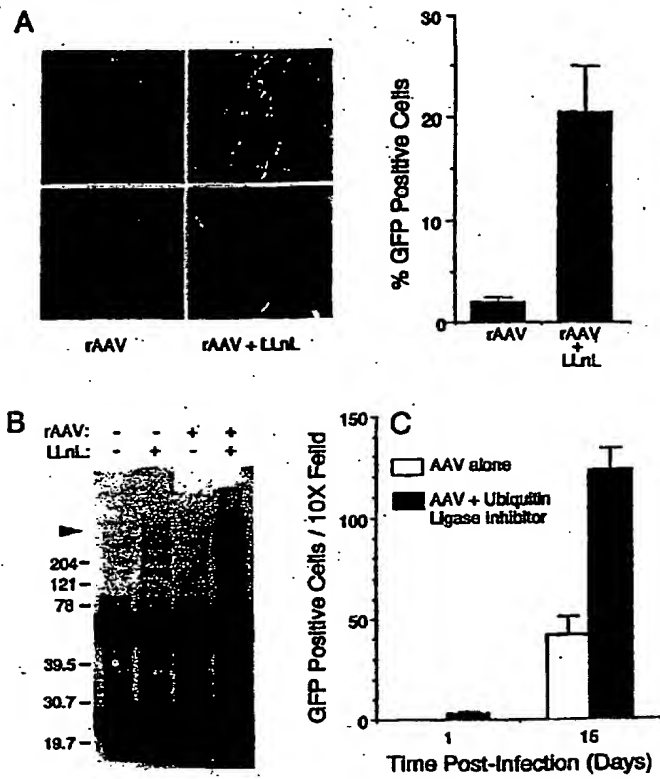 A
rAAV
rAAV + LLnL
% GFP Positive Cells
30
20
10
0
rAAV
rAAV
+
LLnL
B
rAAV: - - + +
LLnL: - + - +
204
121
78
39.5
30.7
19.7
C
GFP Positive Cells / 10X Feild
150
100
50
0
AAV alone
AAV + Ubiquitin
Ligase Inhibitor
1
15
Time Post-Infection (Days)